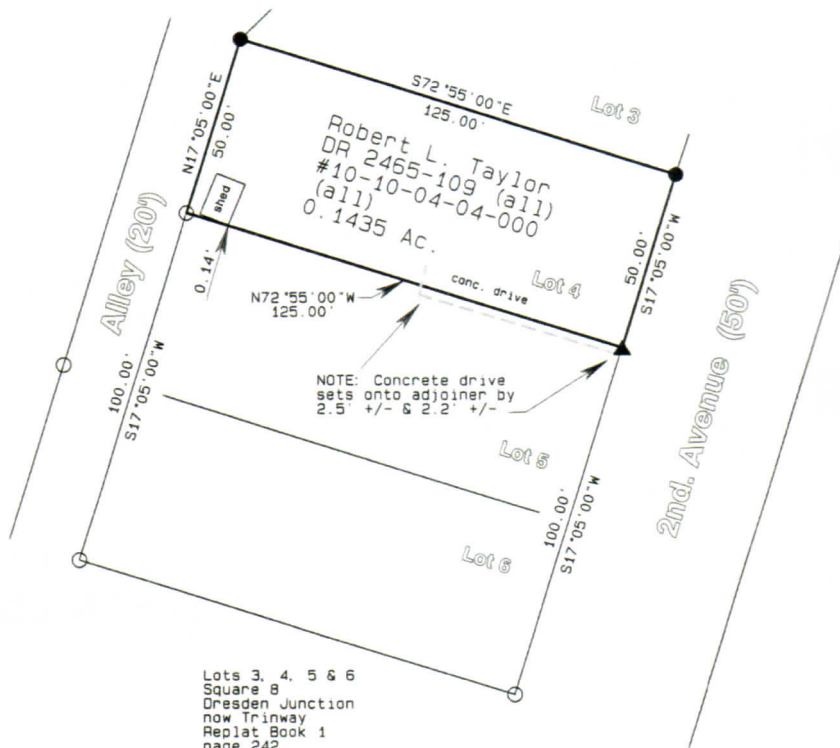 S72°55'00"E
125.00'
Lot 3
N17°05'00"E
50.00'
Robert L. Taylor
DR 2465-109 (all)
#10-10-04-04-000
(all)
0.1435 Ac.
shed
Alley (20')
0.14'
Lot 4
conc. drive
50.00'
S17°05'00"W
N72°55'00"W
125.00'
2nd. Avenue (50')
NOTE: Concrete drive
sets onto adjoiner by
2.5' +/- & 2.2' +/-
100.00'
S17°05'00"W
Lot 5
100.00'
S17°05'00"W
Lot 6
Lots 3, 4, 5 & 6
Square 8
Dresden Junction
now Trinway
Replat Book 1
page 242